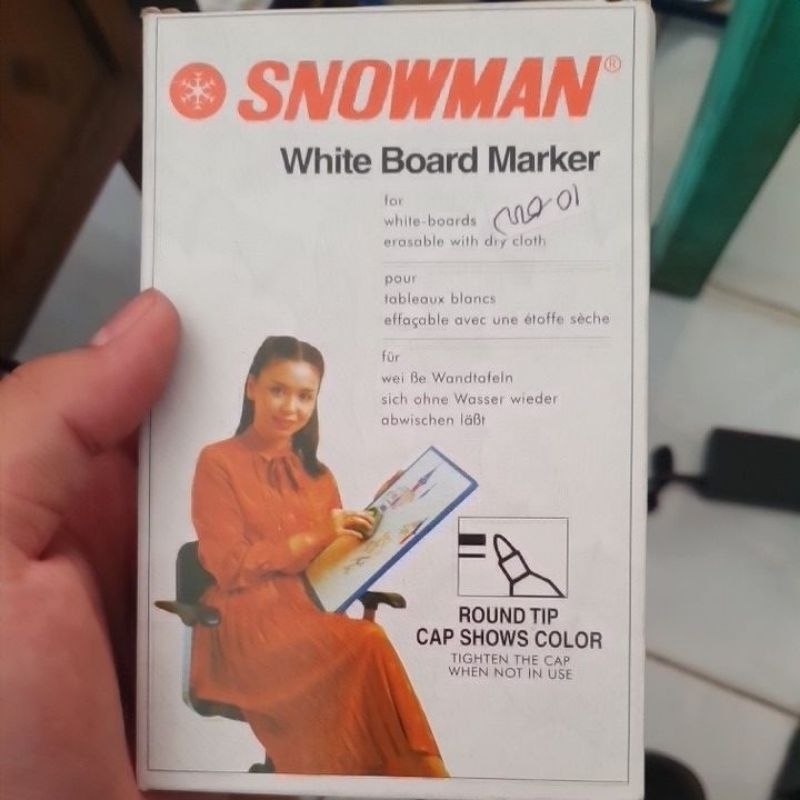 SNOWMAN®
White Board Marker
for
white-boards
erasable with dry cloth
pour
tableaux blancs
effaçable avec une étoffe sèche
für
wei ße Wandtafeln
sich ohne Wasser wieder
abwischen läßt
ROUND TIP
CAP SHOWS COLOR
TIGHTEN THE CAP
WHEN NOT IN USE